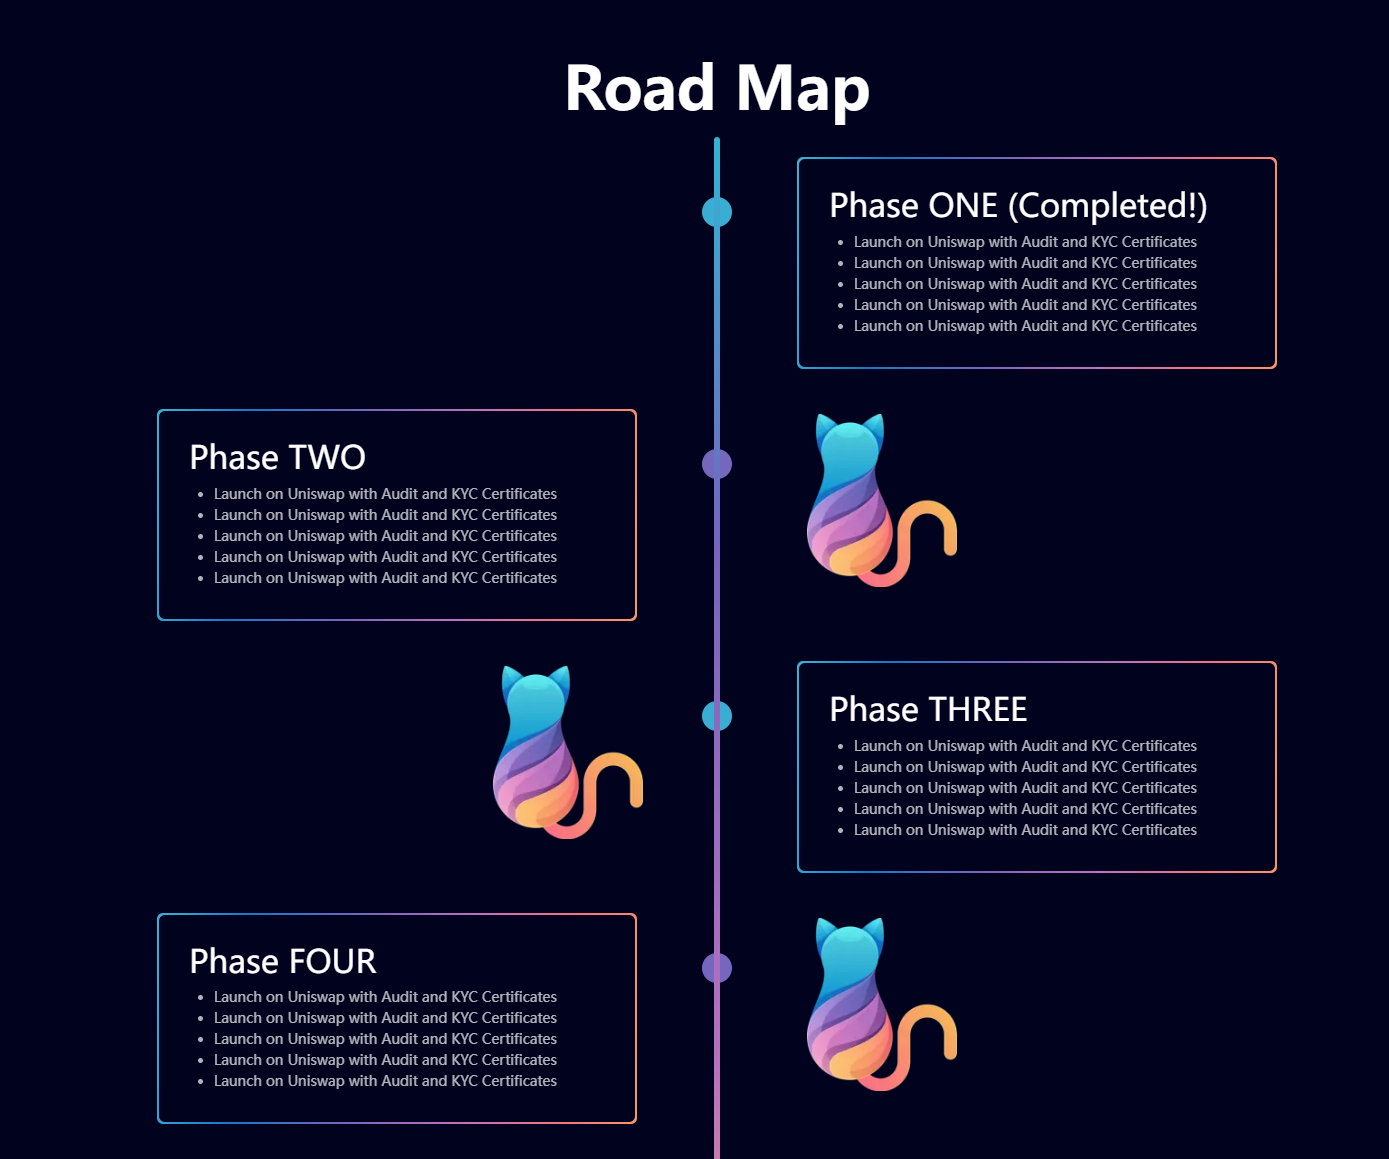 Road Map
Phase ONE (Completed!)
• Launch on Uniswap with Audit and KYC Certificates
• Launch on Uniswap with Audit and KYC Certificates
• Launch on Uniswap with Audit and KYC Certificates
• Launch on Uniswap with Audit and KYC Certificates
• Launch on Uniswap with Audit and KYC Certificates
Phase TWO
• Launch on Uniswap with Audit and KYC Certificates
• Launch on Uniswap with Audit and KYC Certificates
• Launch on Uniswap with Audit and KYC Certificates
• Launch on Uniswap with Audit and KYC Certificates
• Launch on Uniswap with Audit and KYC Certificates
Phase THREE
• Launch on Uniswap with Audit and KYC Certificates
• Launch on Uniswap with Audit and KYC Certificates
• Launch on Uniswap with Audit and KYC Certificates
• Launch on Uniswap with Audit and KYC Certificates
• Launch on Uniswap with Audit and KYC Certificates
Phase FOUR
• Launch on Uniswap with Audit and KYC Certificates
• Launch on Uniswap with Audit and KYC Certificates
• Launch on Uniswap with Audit and KYC Certificates
• Launch on Uniswap with Audit and KYC Certificates
• Launch on Uniswap with Audit and KYC Certificates